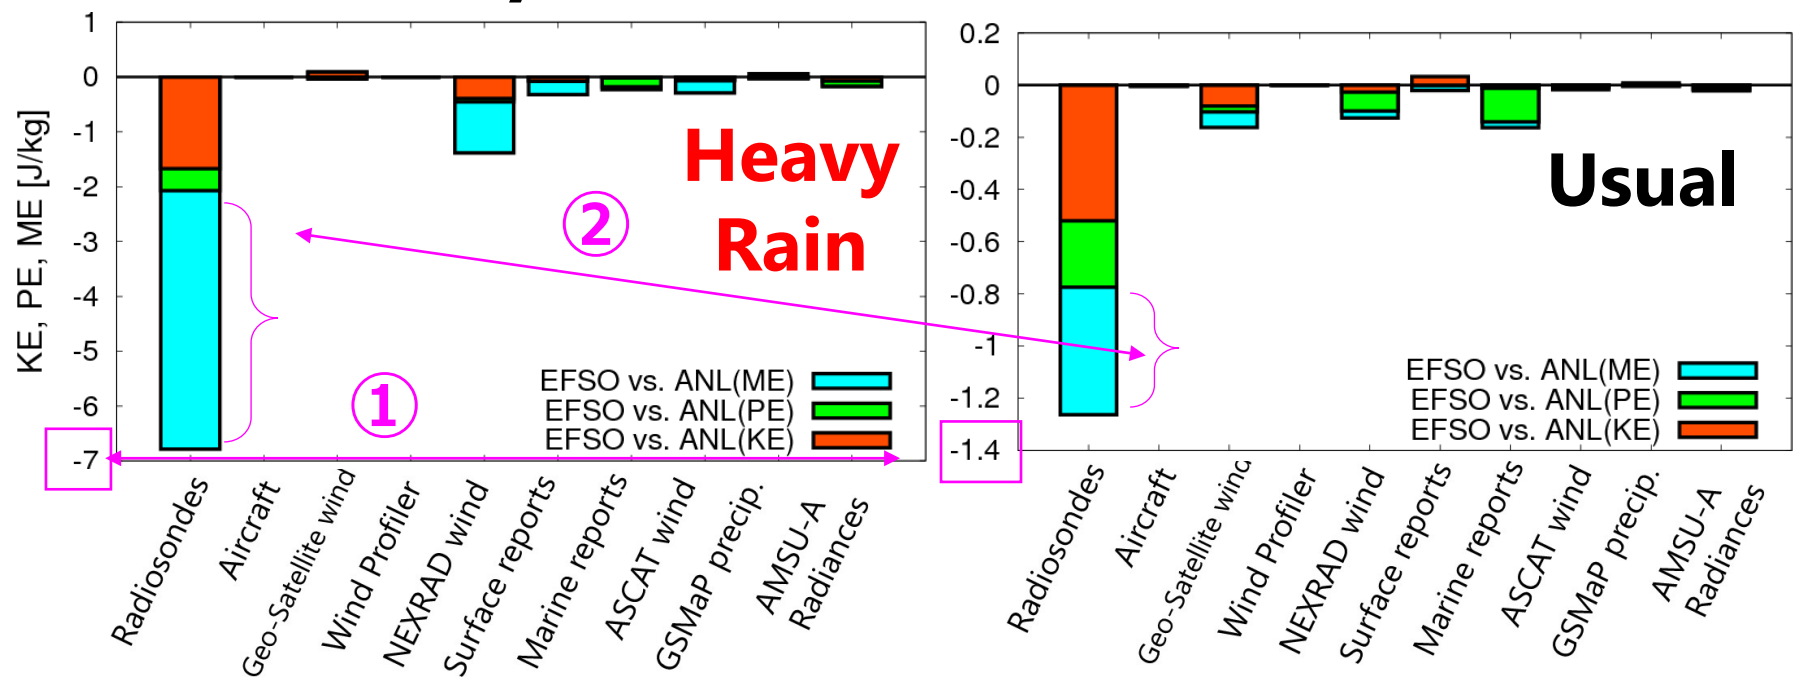 1
0
-1
-2
-3
-4
-5
-6
-7
KE, PE, ME [J/kg]
Heavy
Rain
②
①
EFSO vs. ANL(ME)
EFSO vs. ANL(PE)
EFSO vs. ANL(KE)
Radiosondes
Aircraft
Geo-Satellite wind
Wind Profiler
NEXRAD wind
Surface reports
Marine reports
ASCAT wind
GSMaP precip.
AMSU-A
Radiances
0.2
0
-0.2
-0.4
-0.6
-0.8
-1
-1.2
-1.4
Usual
EFSO vs. ANL(ME)
EFSO vs. ANL(PE)
EFSO vs. ANL(KE)
Radiosondes
Aircraft
Geo-Satellite wind
Wind Profiler
NEXRAD wind
Surface reports
Marine reports
ASCAT wind
GSMaP precip.
AMSU-A
Radiances